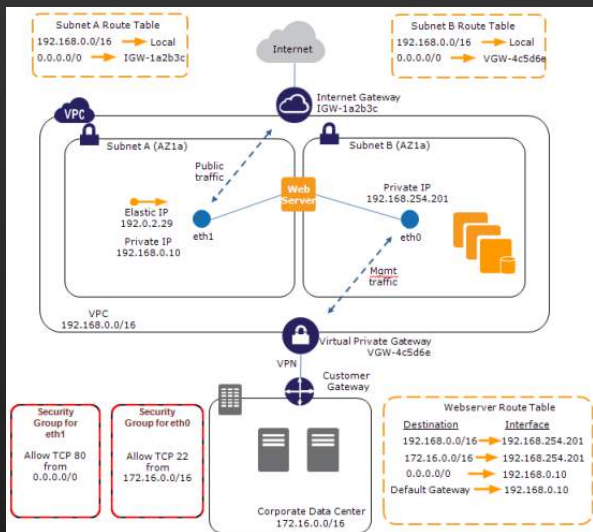 Subnet A Route Table
192.168.0.0/16 Local
0.0.0.0/0 IGW-1a2b3c
Subnet B Route Table
192.168.0.0/16 Local
0.0.0.0/0 VGW-4c5d6e
Internet
Internet Gateway
IGW-1a2b3c
VPC
Subnet A (AZ1a)
Subnet B (AZ1a)
Public
traffic
Web
Server
Private IP
192.168.254.201
Elastic IP
192.0.2.29
eth1
eth0
Private IP
192.168.0.10
Mgmt
traffic
VPC
192.168.0.0/16
Virtual Private Gateway
VGW-4c5d6e
VPN
Customer
Gateway
Security
Group for
eth1
Allow TCP 80
from
0.0.0.0/0
Security
Group for eth0
Allow TCP 22
from
172.16.0.0/16
Corporate Data Center
172.16.0.0/16
Webserver Route Table
Destination Interface
192.168.0.0/16 192.168.254.201
172.16.0.0/16 192.168.254.201
0.0.0.0/0 192.168.0.10
Default Gateway 192.168.0.10